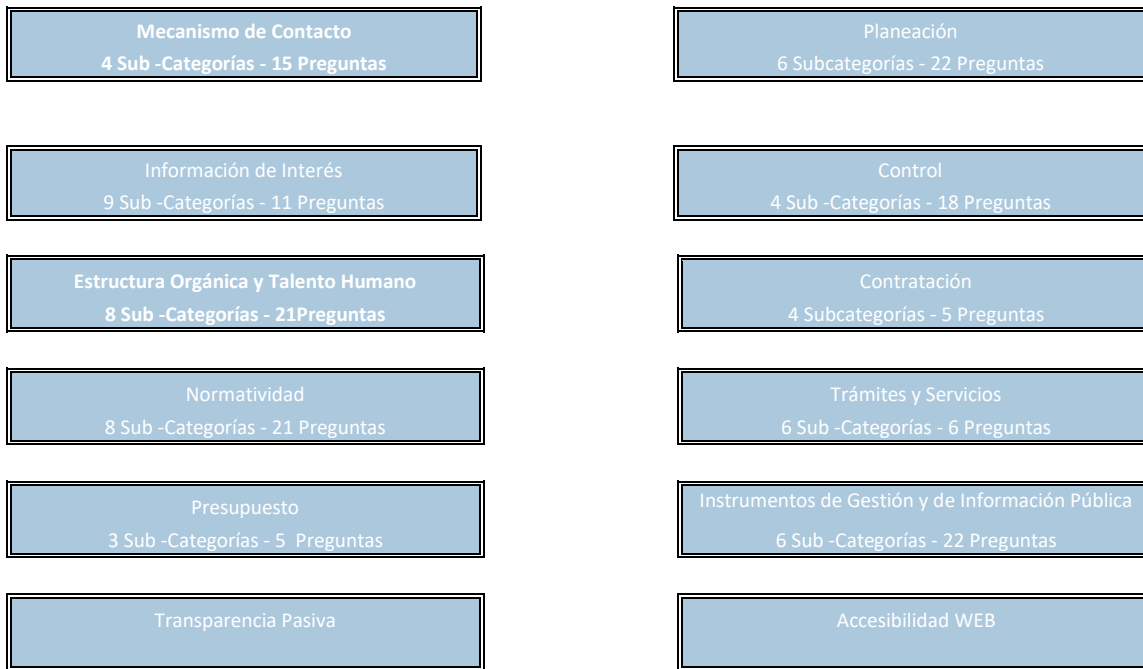 Mecanismo de Contacto
4 Sub -Categorías - 15 Preguntas
Planeación
6 Subcategorías - 22 Preguntas
Información de Interés
9 Sub -Categorías - 11 Preguntas
Control
4 Sub -Categorías - 18 Preguntas
Estructura Orgánica y Talento Humano
8 Sub -Categorías - 21Preguntas
Contratación
4 Subcategorías - 5 Preguntas
Normatividad
8 Sub -Categorías - 21 Preguntas
Trámites y Servicios
6 Sub -Categorías - 6 Preguntas
Presupuesto
3 Sub -Categorías - 5  Preguntas
Instrumentos de Gestión y de Información Pública
6 Sub -Categorías - 22 Preguntas
Transparencia Pasiva
Accesibilidad WEB